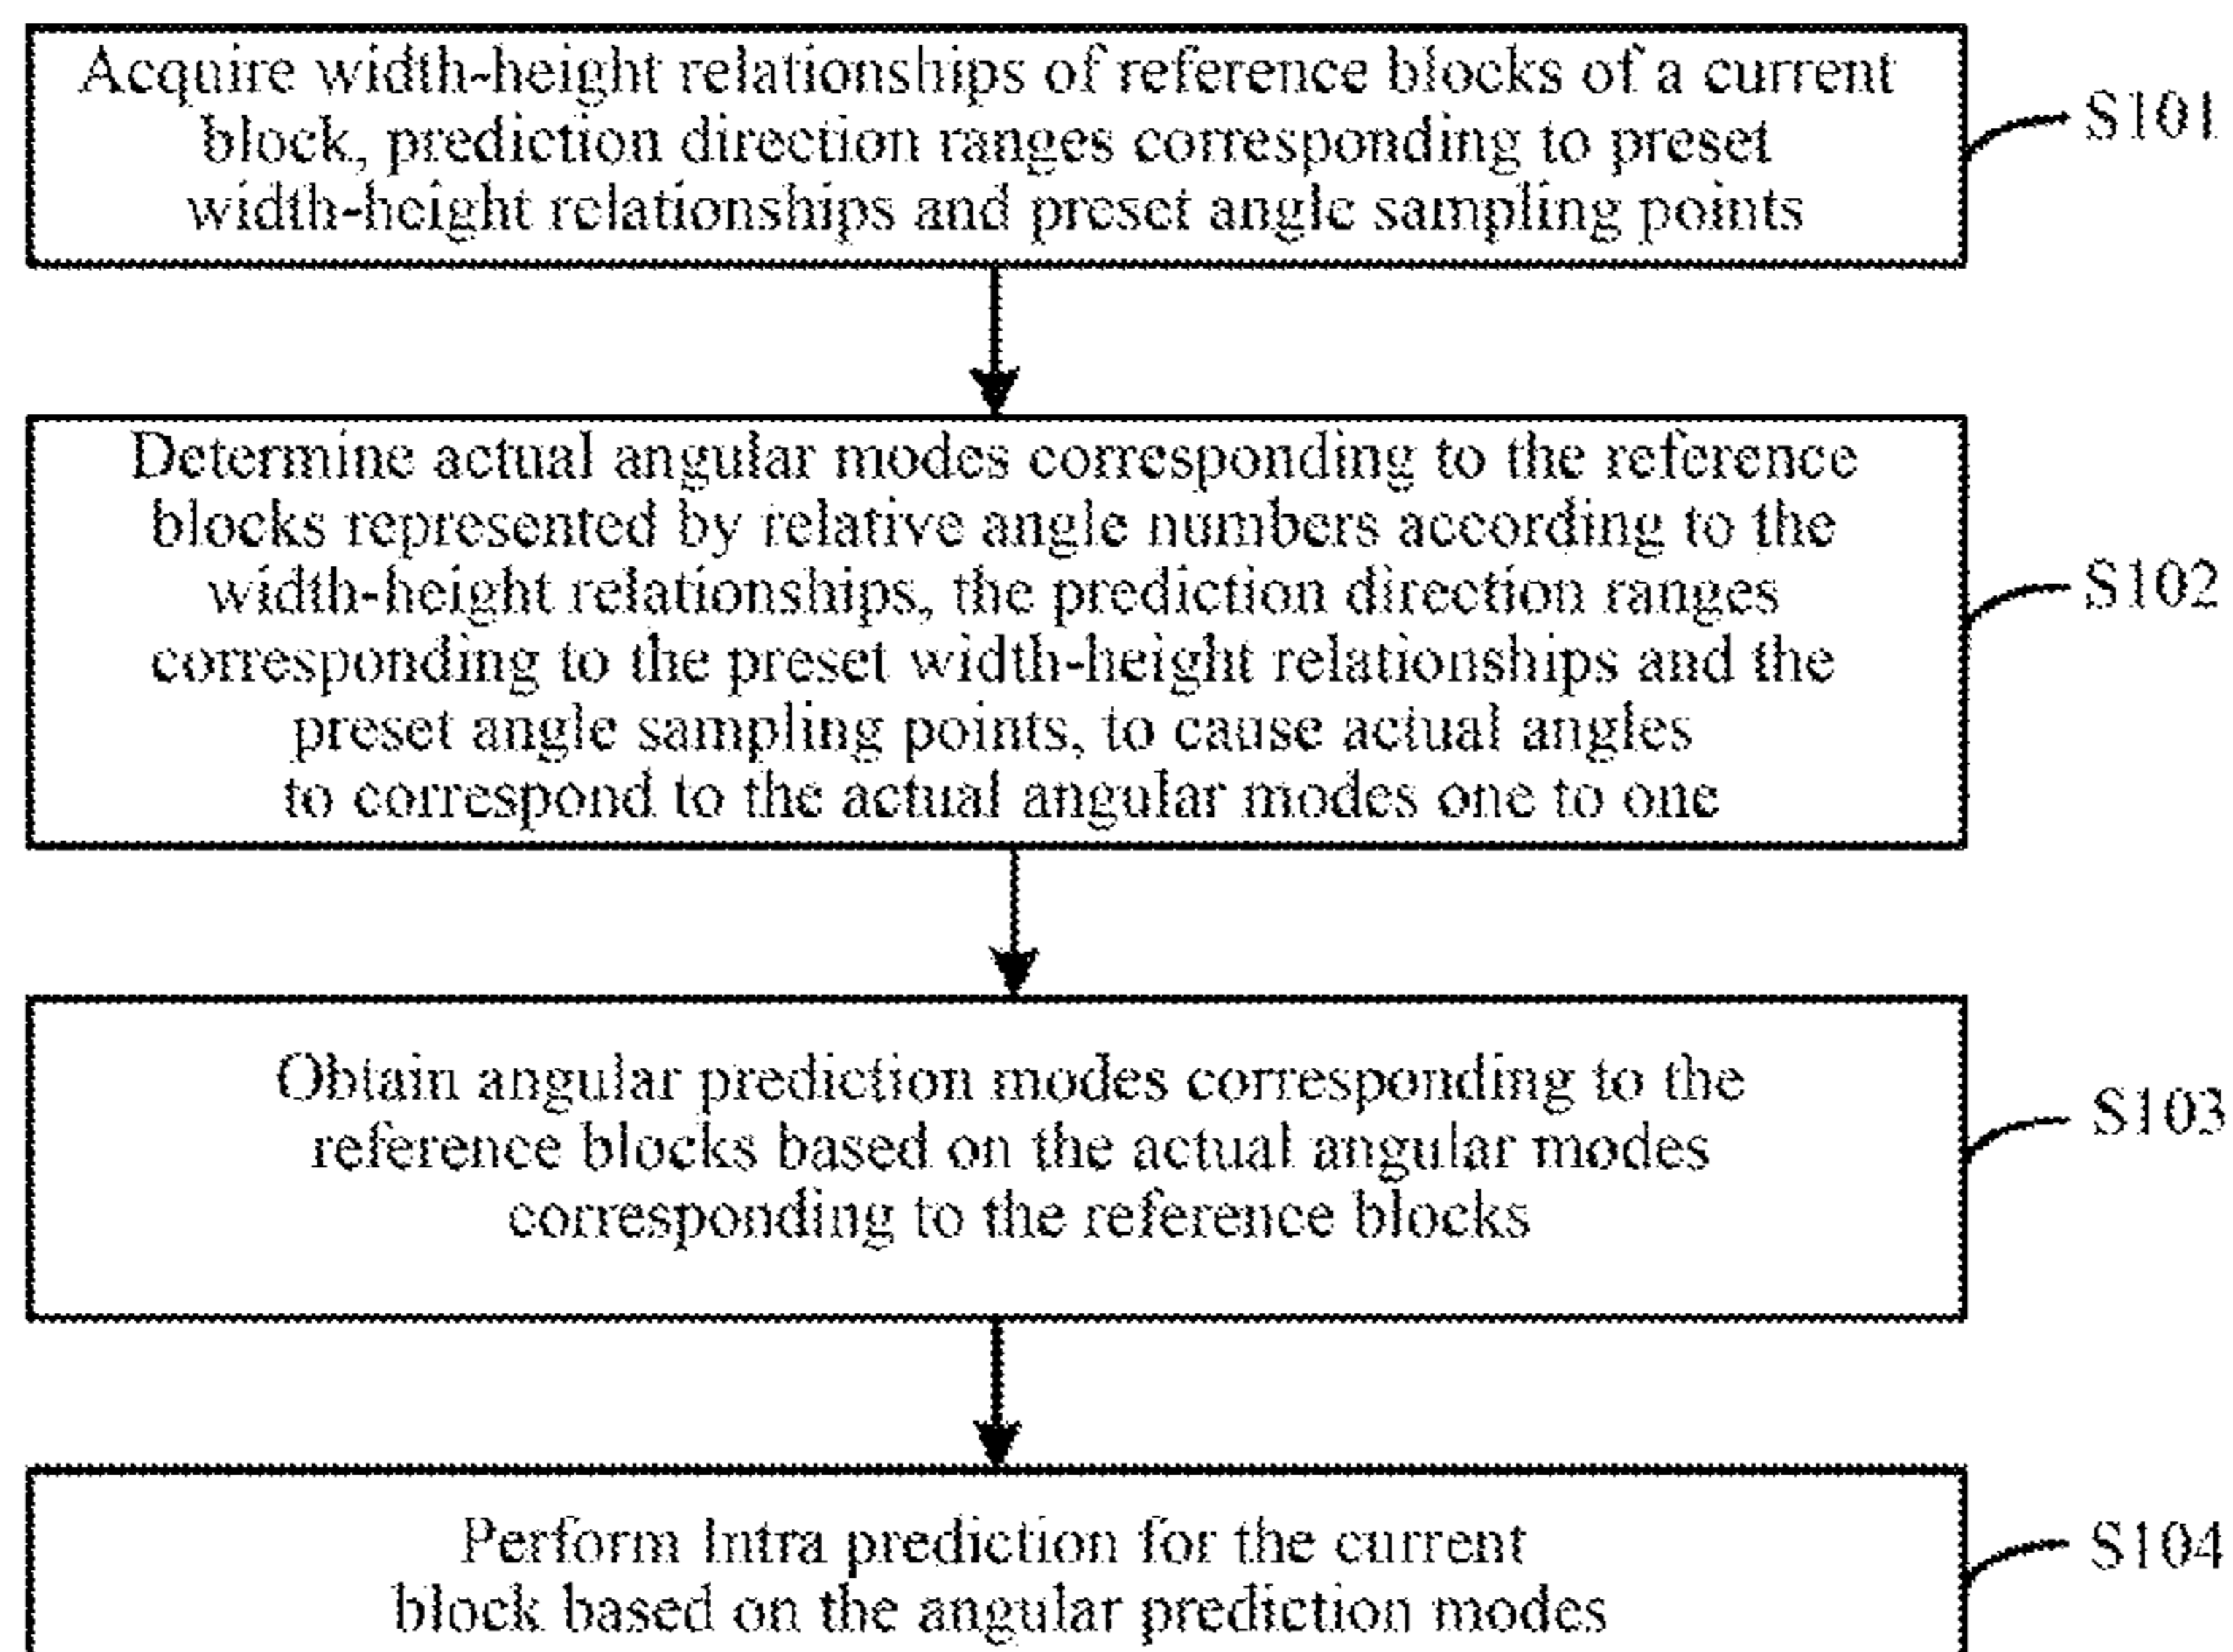 Acquire width-height relationships of reference blocks of a current
block, prediction direction ranges corresponding to preset
width-height relationships and preset angle sampling points
S101
Determine actual angular modes corresponding to the reference
blocks represented by relative angle numbers according to the
width-height relationships, the prediction direction ranges
corresponding to the preset width-height relationships and the
preset angle sampling points, to cause actual angles
to correspond to the actual angular modes one to one
S102
Obtain angular prediction modes corresponding to the
reference blocks based on the actual angular modes
corresponding to the reference blocks
S103
Perform Intra prediction for the current
block based on the angular prediction modes
S104